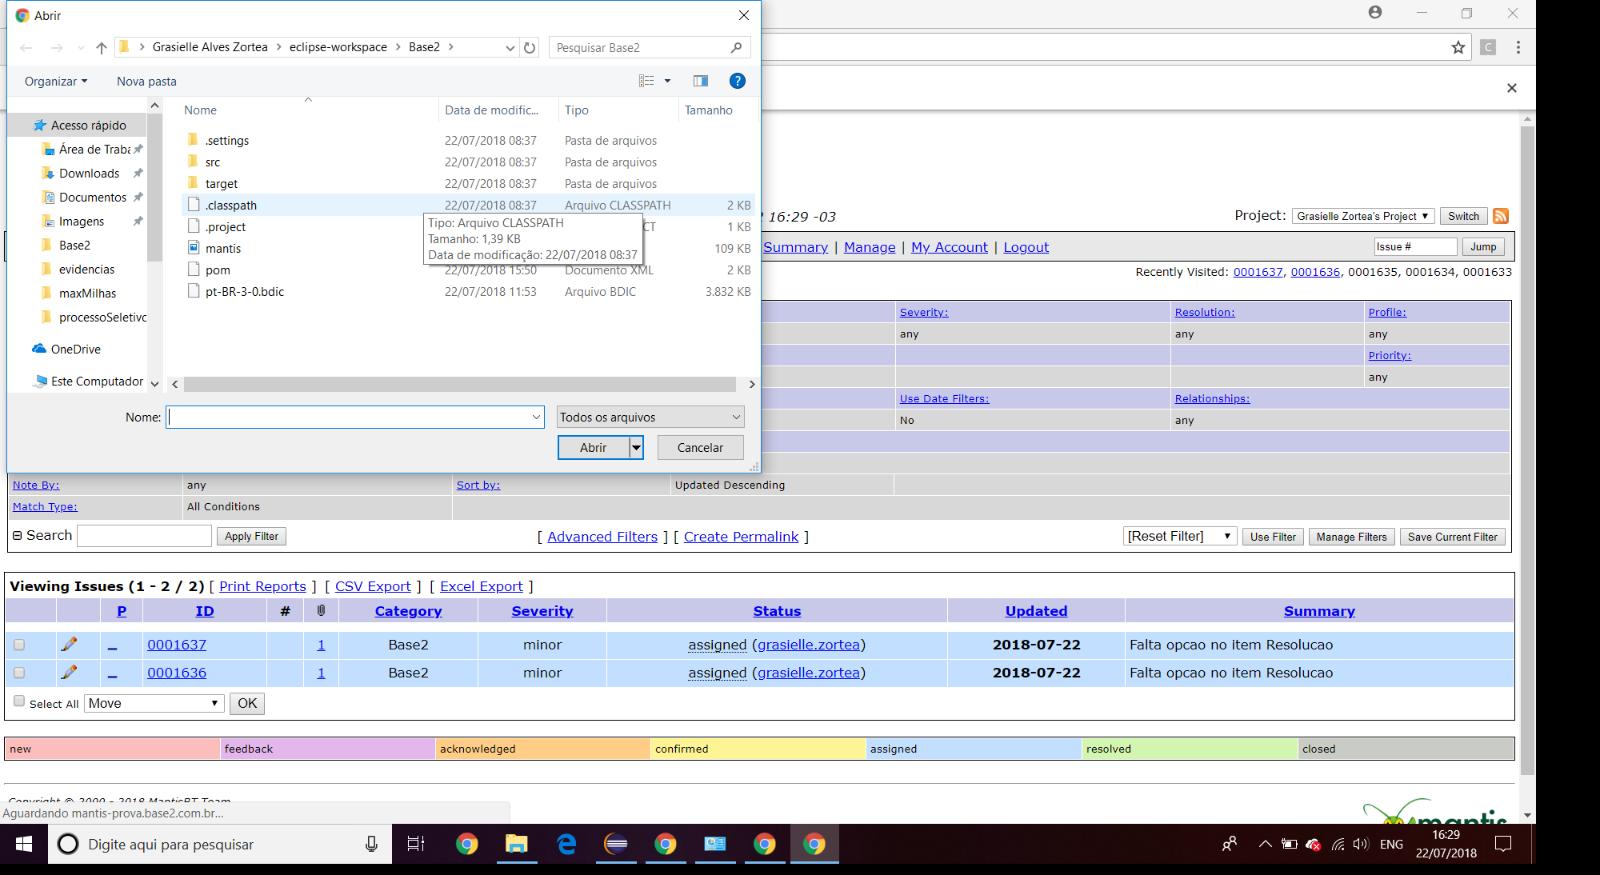 Abrir
Grasielle Alves Zortea > eclipse-workspace > Base2 >
Pesquisar Base2
Organizar
Nova pasta
Nome
Data de modific...
Tipo
Tamanho
Acesso rápido
Área de Traba
Downloads
Documentos
Imagens
Base2
evidencias
maxMilhas
processoSeletivo
OneDrive
Este Computador
.settings 22/07/2018 08:37 Pasta de arquivos
src 22/07/2018 08:37 Pasta de arquivos
target 22/07/2018 08:37 Pasta de arquivos
.classpath 22/07/2018 08:37 Arquivo CLASSPATH 2 KB
.project 1 KB
mantis 109 KB
pom 22/07/2018 15:50 Documento XML 2 KB
pt-BR-3-0.bdic 22/07/2018 11:53 Arquivo BDIC 3.832 KB
Tipo: Arquivo CLASSPATH
Tamanho: 1,39 KB
Data de modificação: 22/07/2018 08:37
Nome:
Todos os arquivos
Abrir
Cancelar
16:29 -03
Project: Grasielle Zortea's Project Switch
Summary | Manage | My Account | Logout
Issue # Jump
Recently Visited: 0001637, 0001636, 0001635, 0001634, 0001633
Severity: Resolution: Profile:
any any any
Priority:
any
Use Date Filters: Relationships:
No any
Note By: any Sort by: Updated Descending
Match Type: All Conditions
Search Apply Filter [ Advanced Filters ] [ Create Permalink ] [Reset Filter] Use Filter Manage Filters Save Current Filter
Viewing Issues (1 - 2 / 2) [ Print Reports ] [ CSV Export ] [ Excel Export ]
P ID # Category Severity Status Updated Summary
0001637 1 Base2 minor assigned (grasielle.zortea) 2018-07-22 Falta opcao no item Resolucao
0001636 1 Base2 minor assigned (grasielle.zortea) 2018-07-22 Falta opcao no item Resolucao
Select All Move OK
new feedback acknowledged confirmed assigned resolved closed
Copyright © 2000 - 2018 MantisBT Team
Aguardando mantis-prova.base2.com.br...
mantis
Digite aqui para pesquisar
ENG
16:29
22/07/2018